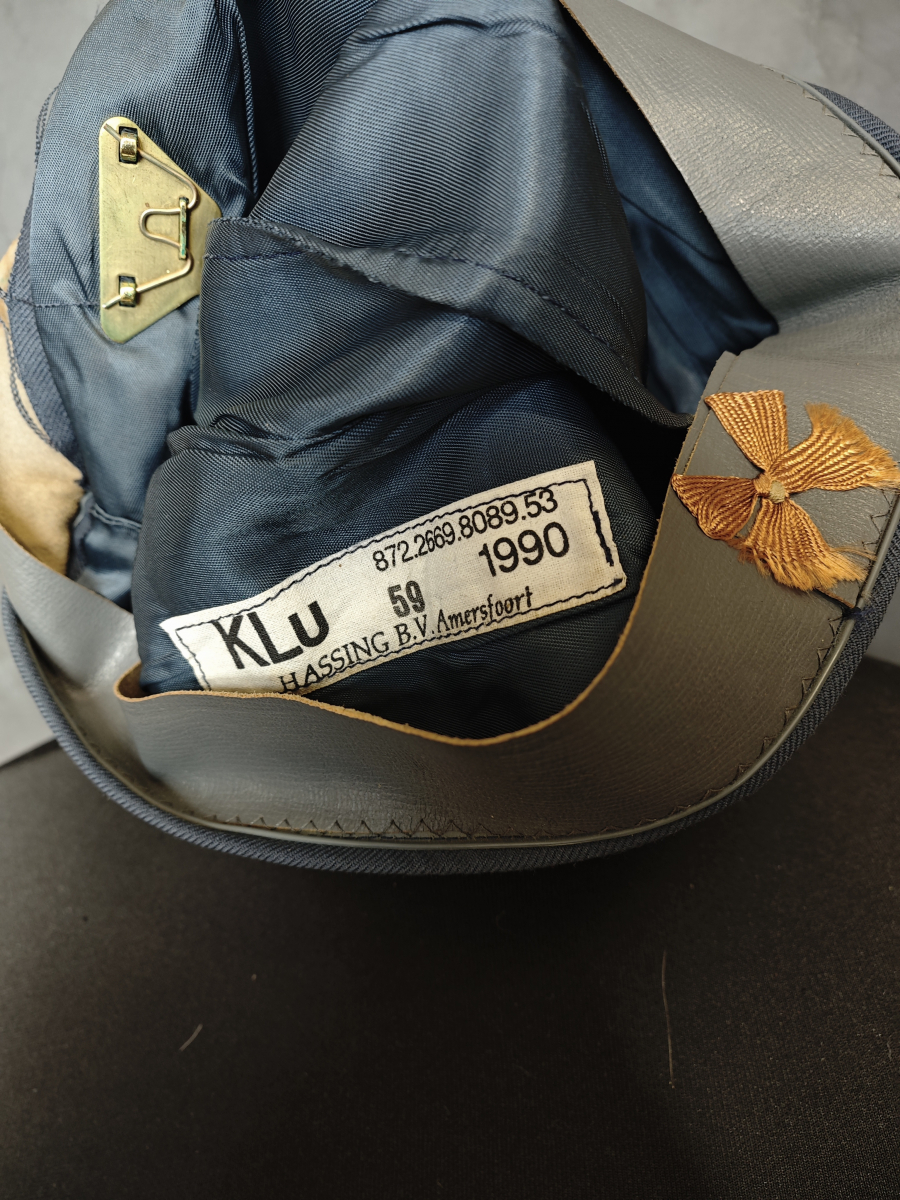 872.2669.8089.53
KLu 59 1990
HASSING B.V. Amersfoort